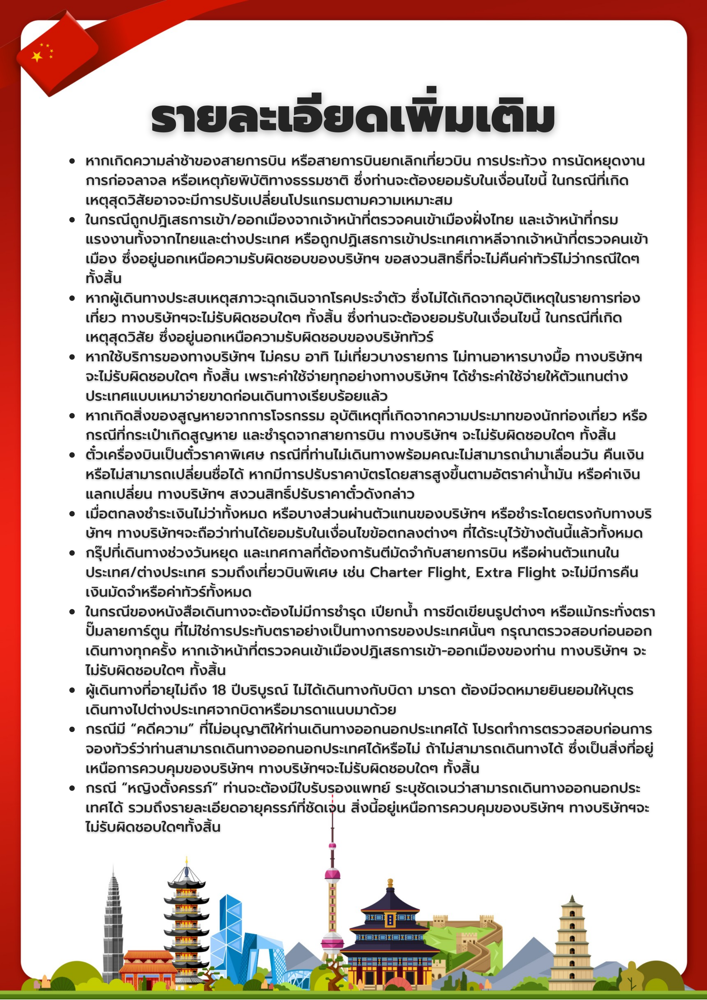 รายละเอียดเพิ่มเติม
• หากเกิดความล่าช้าของสายการบิน หรือสายการบินยกเลิกเที่ยวบิน การประท้วง การนัดหยุดงาน
การก่อจลาจล หรือเหตุภัยพิบัติทางธรรมชาติ ซึ่งท่านจะต้องยอมรับในเงื่อนไขนี้ ในกรณีที่เกิด
เหตุสุดวิสัยอาจจะมีการปรับเปลี่ยนโปรแกรมตามความเหมาะสม
• ในกรณีถูกปฎิเสธการเข้า/ออกเมืองจากเจ้าหน้าที่ตรวจคนเข้าเมืองฝั่งไทย และเจ้าหน้าที่กรม
แรงงานทั้งจากไทยและต่างประเทศ หรือถูกปฏิเสธการเข้าประเทศเกาหลีจากเจ้าหน้าที่ตรวจคนเข้า
เมือง ซึ่งอยู่นอกเหนือความรับผิดชอบของบริษัทฯ ขอสงวนสิทธิ์ที่จะไม่คืนค่าทัวร์ไม่ว่ากรณีใดๆ
ทั้งสิ้น
• หากผู้เดินทางประสบเหตุสภาวะฉุกเฉินจากโรคประจำตัว ซึ่งไม่ได้เกิดจากอุบัติเหตุในรายการท่อง
เที่ยว ทางบริษัทฯจะไม่รับผิดชอบใดๆ ทั้งสิ้น ซึ่งท่านจะต้องยอมรับในเงื่อนไขนี้ ในกรณีที่เกิด
เหตุสุดวิสัย ซึ่งอยู่นอกเหนือความรับผิดชอบของบริษัททัวร์
• หากใช้บริการของทางบริษัทฯ ไม่ครบ อาทิ ไม่เที่ยวบางรายการ ไม่ทานอาหารบางมื้อ ทางบริษัทฯ
จะไม่รับผิดชอบใดๆ ทั้งสิ้น เพราะค่าใช้จ่ายทุกอย่างทางบริษัทฯ ได้ชำระค่าใช้จ่ายให้ตัวแทนต่าง
ประเทศแบบเหมาจ่ายขาดก่อนเดินทางเรียบร้อยแล้ว
• หากเกิดสิ่งของสูญหายจากการโจรกรรม อุบัติเหตุที่เกิดจากความประมาทของนักท่องเที่ยว หรือ
กรณีที่กระเป๋าเกิดสูญหาย และชำรุดจากสายการบิน ทางบริษัทฯ จะไม่รับผิดชอบใดๆ ทั้งสิ้น
• ตั๋วเครื่องบินเป็นตั๋วราคาพิเศษ กรณีที่ท่านไม่เดินทางพร้อมคณะไม่สามารถนำมาเลื่อนวัน คืนเงิน
หรือไม่สามารถเปลี่ยนชื่อได้ หากมีการปรับราคาบัตรโดยสารสูงขึ้นตามอัตราค่าน้ำมัน หรือค่าเงิน
แลกเปลี่ยน ทางบริษัทฯ สงวนสิทธิ์ปรับราคาตั๋วดังกล่าว
• เมื่อตกลงชำระเงินไม่ว่าทั้งหมด หรือบางส่วนผ่านตัวแทนของบริษัทฯ หรือชำระโดยตรงกับทางบริ
ษัทฯ ทางบริษัทฯจะถือว่าท่านได้ยอมรับในเงื่อนไขข้อตกลงต่างๆ ที่ได้ระบุไว้ข้างต้นนี้แล้วทั้งหมด
• กรุ๊ปที่เดินทางช่วงวันหยุด และเทศกาลที่ต้องการันตีมัดจำกับสายการบิน หรือผ่านตัวแทนใน
ประเทศ/ต่างประเทศ รวมถึงเที่ยวบินพิเศษ เช่น Charter Flight, Extra Flight จะไม่มีการคืน
เงินมัดจำหรือค่าทัวร์ทั้งหมด
• ในกรณีของหนังสือเดินทางจะต้องไม่มีการชำรุด เปียกน้ำ การขีดเขียนรูปต่างๆ หรือแม้กระทั่งตรา
ปั๊มลายการ์ตูน ที่ไม่ใช่การประทับตราอย่างเป็นทางการของประเทศนั้นๆ กรุณาตรวจสอบก่อนออก
เดินทางทุกครั้ง หากเจ้าหน้าที่ตรวจคนเข้าเมืองปฎิเสธการเข้า-ออกเมืองของท่าน ทางบริษัทฯ จะ
ไม่รับผิดชอบใดๆ ทั้งสิ้น
• ผู้เดินทางที่อายุไม่ถึง 18 ปีบริบูรณ์ ไม่ได้เดินทางกับบิดา มารดา ต้องมีจดหมายยินยอมให้บุตร
เดินทางไปต่างประเทศจากบิดาหรือมารดาแนบมาด้วย
• กรณีมี “คดีความ” ที่ไม่อนุญาติให้ท่านเดินทางออกนอกประเทศได้ โปรดทำการตรวจสอบก่อนการ
จองทัวร์ว่าท่านสามารถเดินทางออกนอกประเทศได้หรือไม่ ถ้าไม่สามารถเดินทางได้ ซึ่งเป็นสิ่งที่อยู่
เหนือการควบคุมของบริษัทฯ ทางบริษัทฯจะไม่รับผิดชอบใดๆ ทั้งสิ้น
• กรณี “หญิงตั้งครรภ์” ท่านจะต้องมีใบรับรองแพทย์ ระบุชัดเจนว่าสามารถเดินทางออกนอกประ
เทศได้ รวมถึงรายละเอียดอายุครรภ์ที่ชัดเจน สิ่งนี้อยู่เหนือการควบคุมของบริษัทฯ ทางบริษัทฯจะ
ไม่รับผิดชอบใดๆทั้งสิ้น